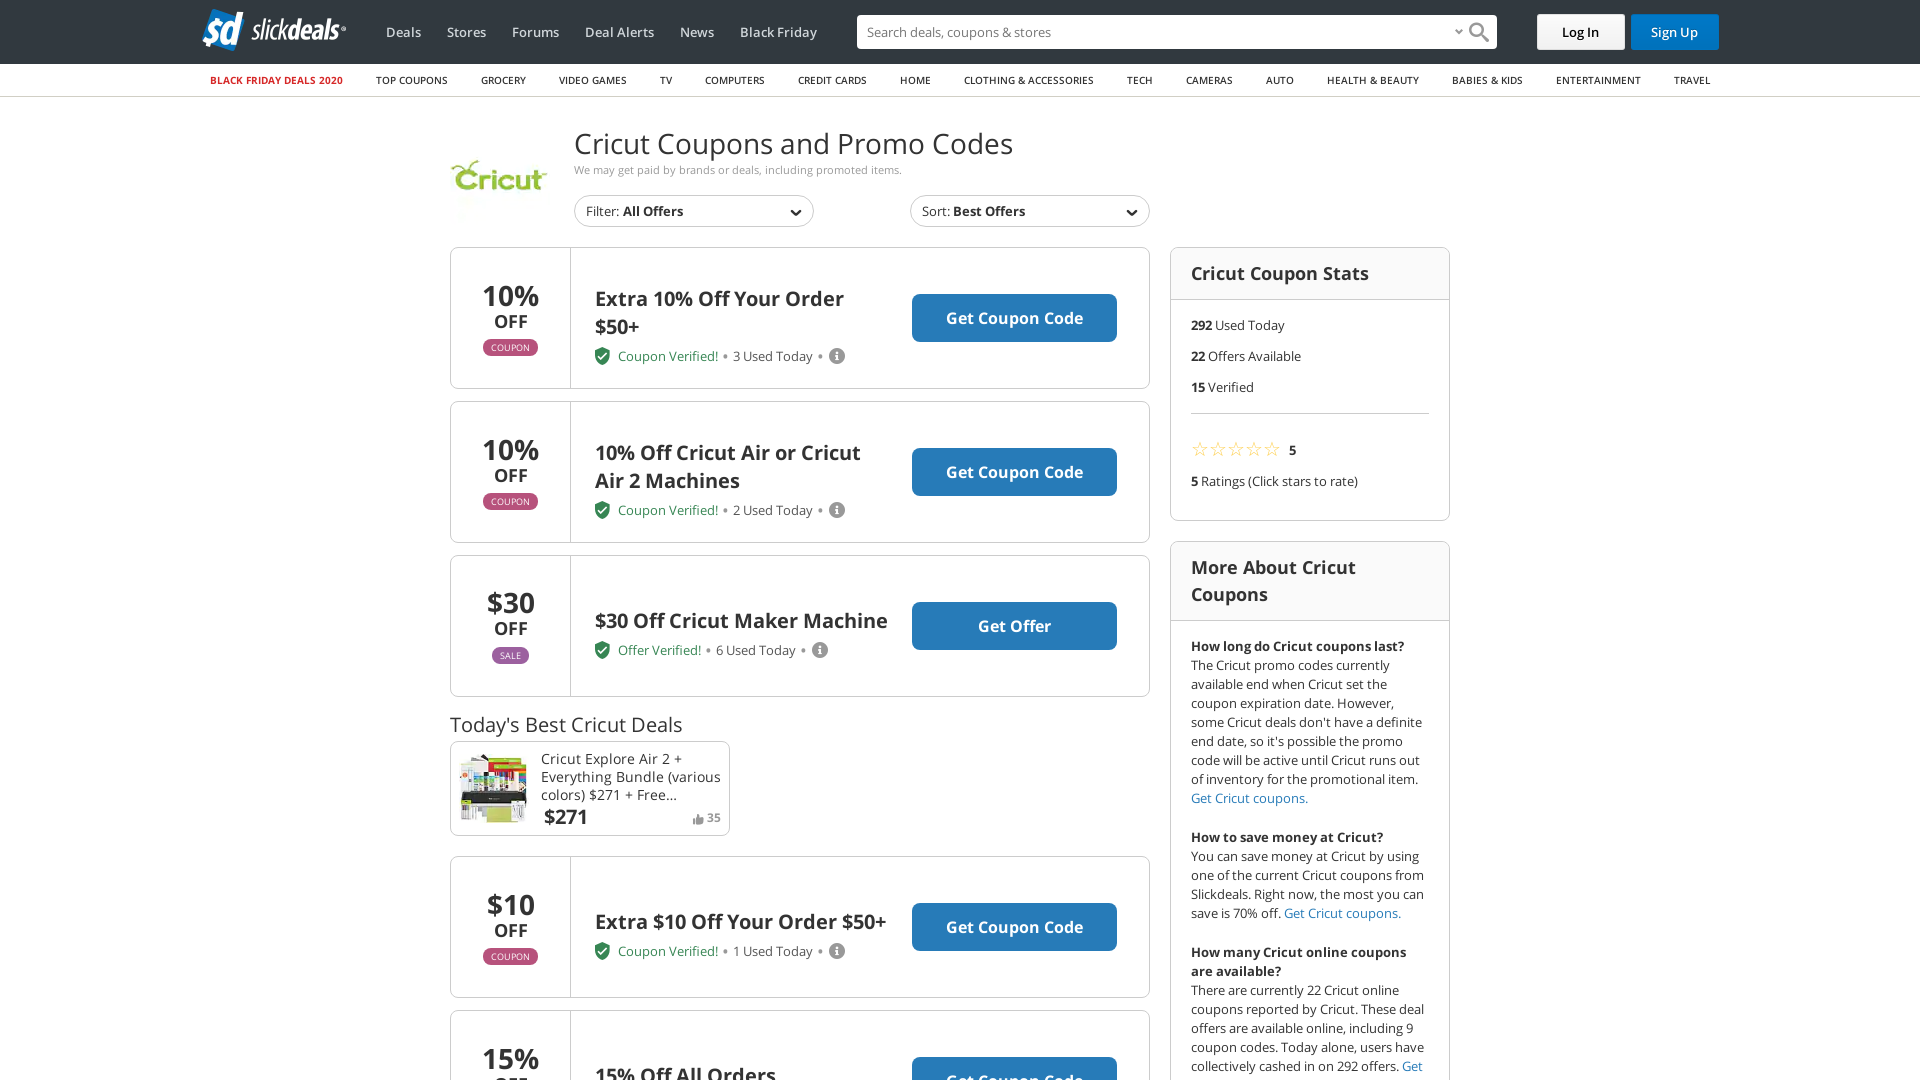 sd slickdeals
Deals
Stores
Forums
Deal Alerts
News
Black Friday
Search deals, coupons & stores
Log In
Sign Up
BLACK FRIDAY DEALS 2020
TOP COUPONS
GROCERY
VIDEO GAMES
TV
COMPUTERS
CREDIT CARDS
HOME
CLOTHING & ACCESSORIES
TECH
CAMERAS
AUTO
HEALTH & BEAUTY
BABIES & KIDS
ENTERTAINMENT
TRAVEL
Cricut
Cricut Coupons and Promo Codes
We may get paid by brands or deals, including promoted items.
Filter: All Offers
Sort: Best Offers
10%
OFF
COUPON
Extra 10% Off Your Order
$50+
Coupon Verified! • 3 Used Today •
Get Coupon Code
10%
OFF
COUPON
10% Off Cricut Air or Cricut
Air 2 Machines
Coupon Verified! • 2 Used Today •
Get Coupon Code
$30
OFF
SALE
$30 Off Cricut Maker Machine
Offer Verified! • 6 Used Today •
Get Offer
Today's Best Cricut Deals
Cricut Explore Air 2 +
Everything Bundle (various
colors) $271 + Free...
$271
35
$10
OFF
COUPON
Extra $10 Off Your Order $50+
Coupon Verified! • 1 Used Today •
Get Coupon Code
15%
OFF
15% Off All Orders
Get Coupon Code
Cricut Coupon Stats
292 Used Today
22 Offers Available
15 Verified
☆☆☆☆☆ 5
5 Ratings (Click stars to rate)
More About Cricut
Coupons
How long do Cricut coupons last?
The Cricut promo codes currently
available end when Cricut set the
coupon expiration date. However,
some Cricut deals don't have a definite
end date, so it's possible the promo
code will be active until Cricut runs out
of inventory for the promotional item.
Get Cricut coupons.
How to save money at Cricut?
You can save money at Cricut by using
one of the current Cricut coupons from
Slickdeals. Right now, the most you can
save is 70% off. Get Cricut coupons.
How many Cricut online coupons
are available?
There are currently 22 Cricut online
coupons reported by Cricut. These deal
offers are available online, including 9
coupon codes. Today alone, users have
collectively cashed in on 292 offers. Get